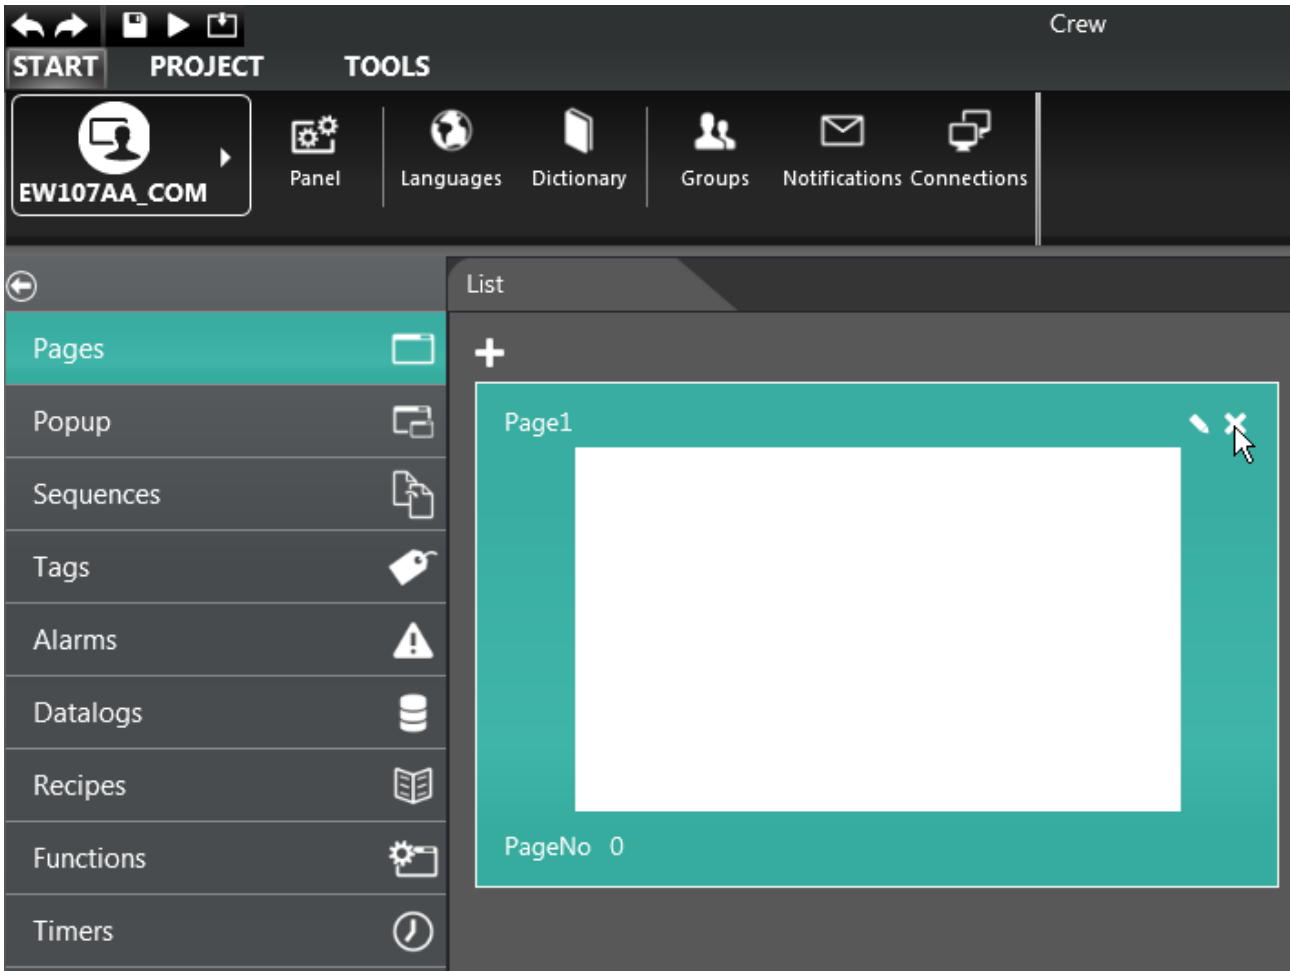 Crew
START PROJECT TOOLS
EW107AA_COM
Panel Languages Dictionary Groups Notifications Connections
List
Pages
Popup
Sequences
Tags
Alarms
Datalogs
Recipes
Functions
Timers
Page1
PageNo 0